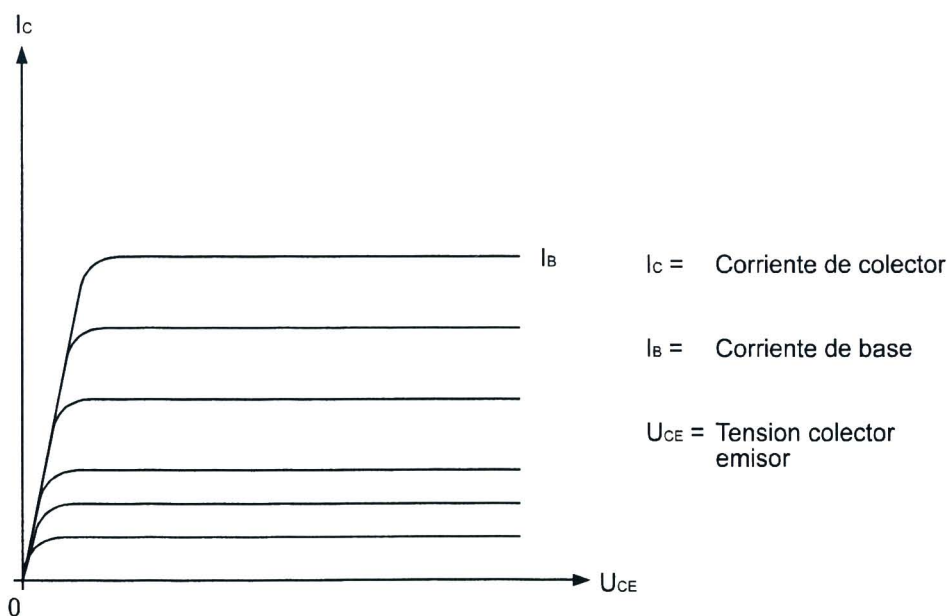 IC
IB
IC = Corriente de colector
IB = Corriente de base
UCE = Tension colector
emisor
UCE
0